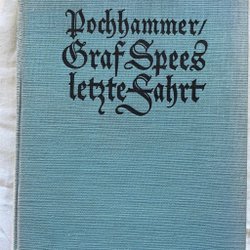 Pochhammer/
Graf Spees
letzte Fahrt